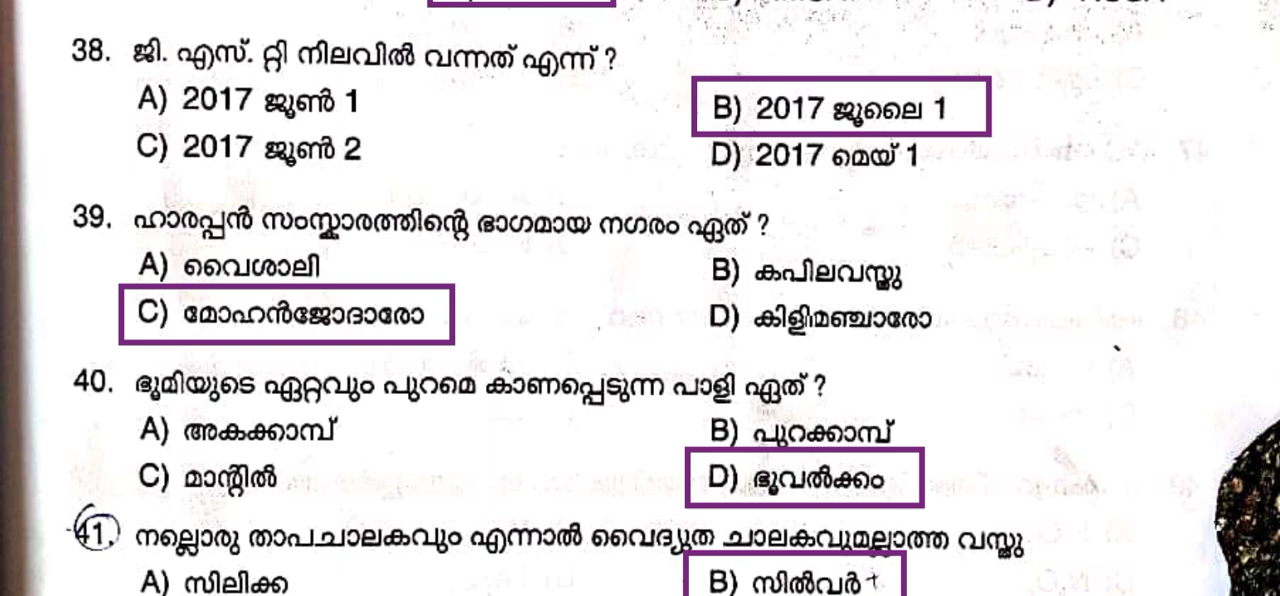 38. ജി. എസ്. റ്റി നിലവിൽ വന്നത് എന്ന് ?
A) 2017 ജൂൺ 1
B) 2017 ജൂലൈ 1
C) 2017 ജൂൺ 2
D) 2017 മെയ് 1
39. ഹാരപ്പൻ സംസ്കാരത്തിന്റെ ഭാഗമായ നഗരം ഏത് ?
A) വൈശാലി
B) കപിലവസ്തു
C) മോഹൻജോദാരോ
D) കിളിമഞ്ചാരോ
40. ഭൂമിയുടെ ഏറ്റവും പുറമെ കാണപ്പെടുന്ന പാളി ഏത് ?
A) അകക്കാമ്പ്
B) പുറക്കാമ്പ്
C) മാന്റിൽ
D) ഭൂവൽക്കം
41. നല്ലൊരു താപചാലകവും എന്നാൽ വൈദ്യുത ചാലകവുമല്ലാത്ത വസ്തു
A) സിലിക്ക
B) സിൽവർ